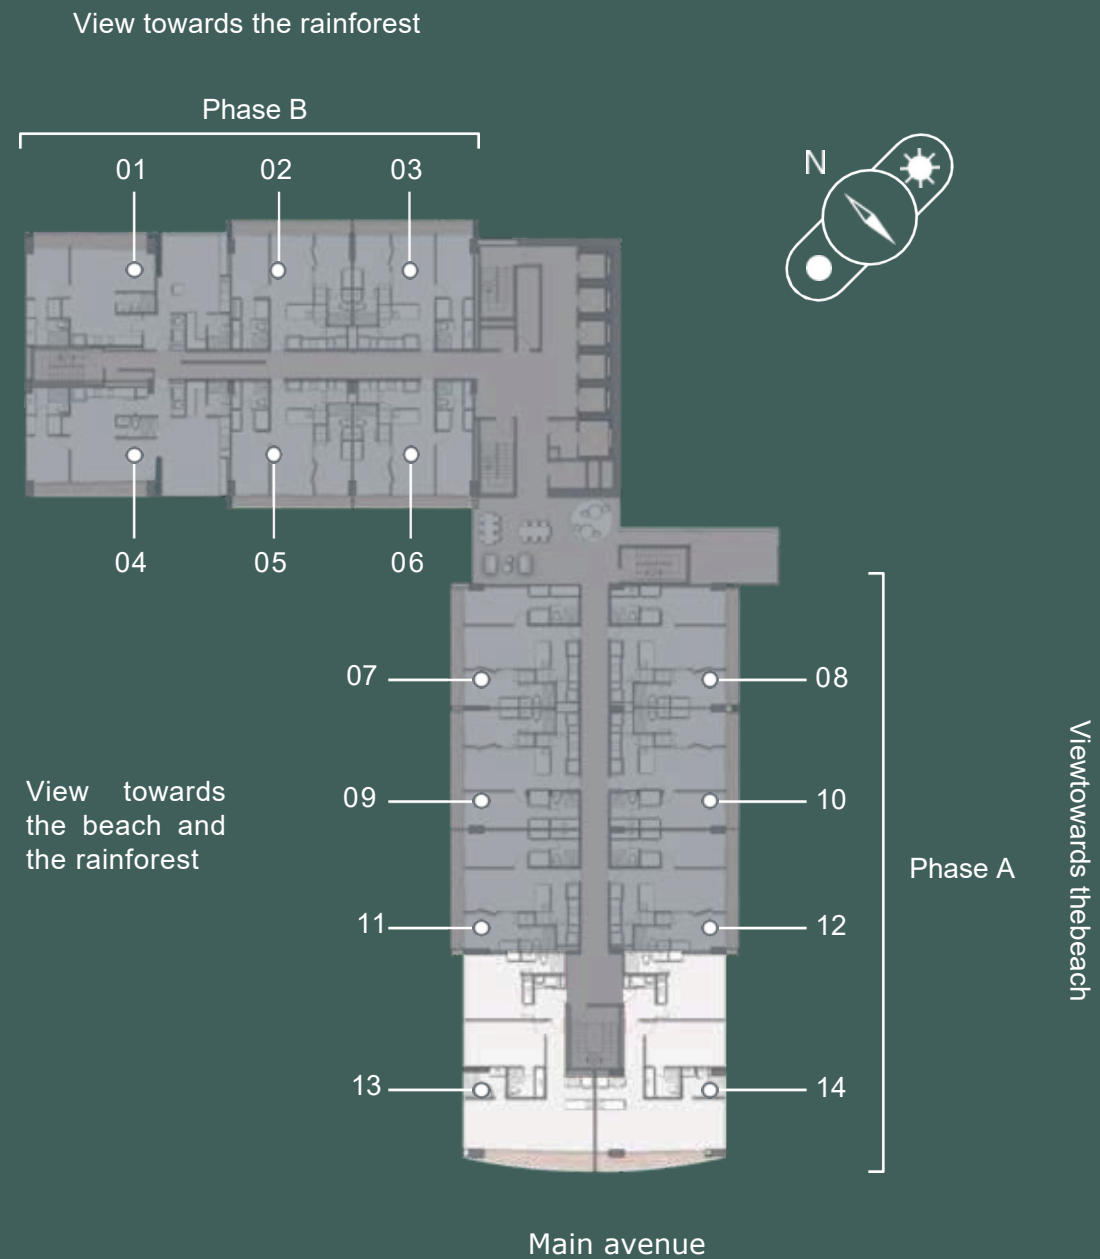 View towards the rainforest
Phase B
01
02
03
N
04
05
06
07
08
09
10
View towards
the beach and
the rainforest
Phase A
Viewtowards thebeach
11
12
13
14
Main avenue